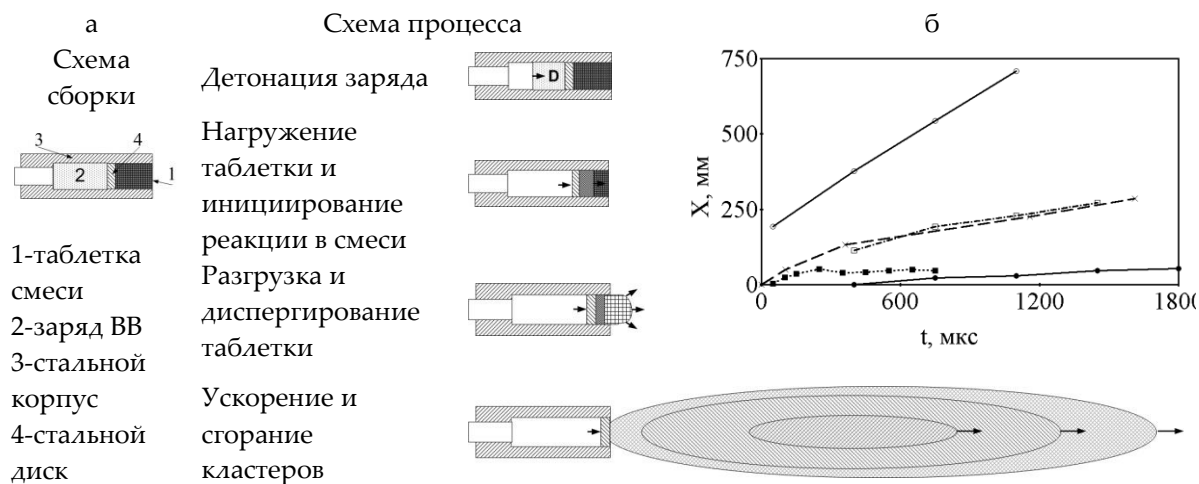 а
Схема
сборки
3
4
2
1
1-таблетка
смеси
2-заряд ВВ
3-стальной
корпус
4-стальной
диск
Схема процесса
Детонация заряда
D
Нагружение
таблетки и
инициирование
реакции в смеси
Разгрузка и
диспергирование
таблетки
Ускорение и
сгорание
кластеров
б
X, мм
750
500
250
0
0
600
1200
1800
t, мкс